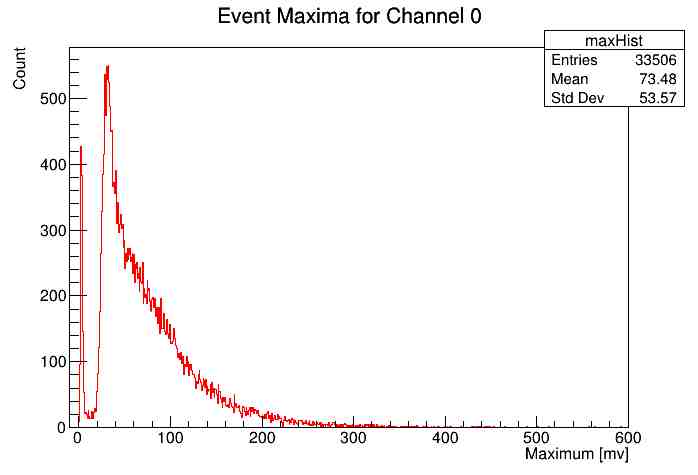 Event Maxima for Channel 0
maxHist
Entries 33506
Mean 73.48
Std Dev 53.57
Count
500
400
300
200
100
0
0 100 200 300 400 500 600
Maximum [mv]